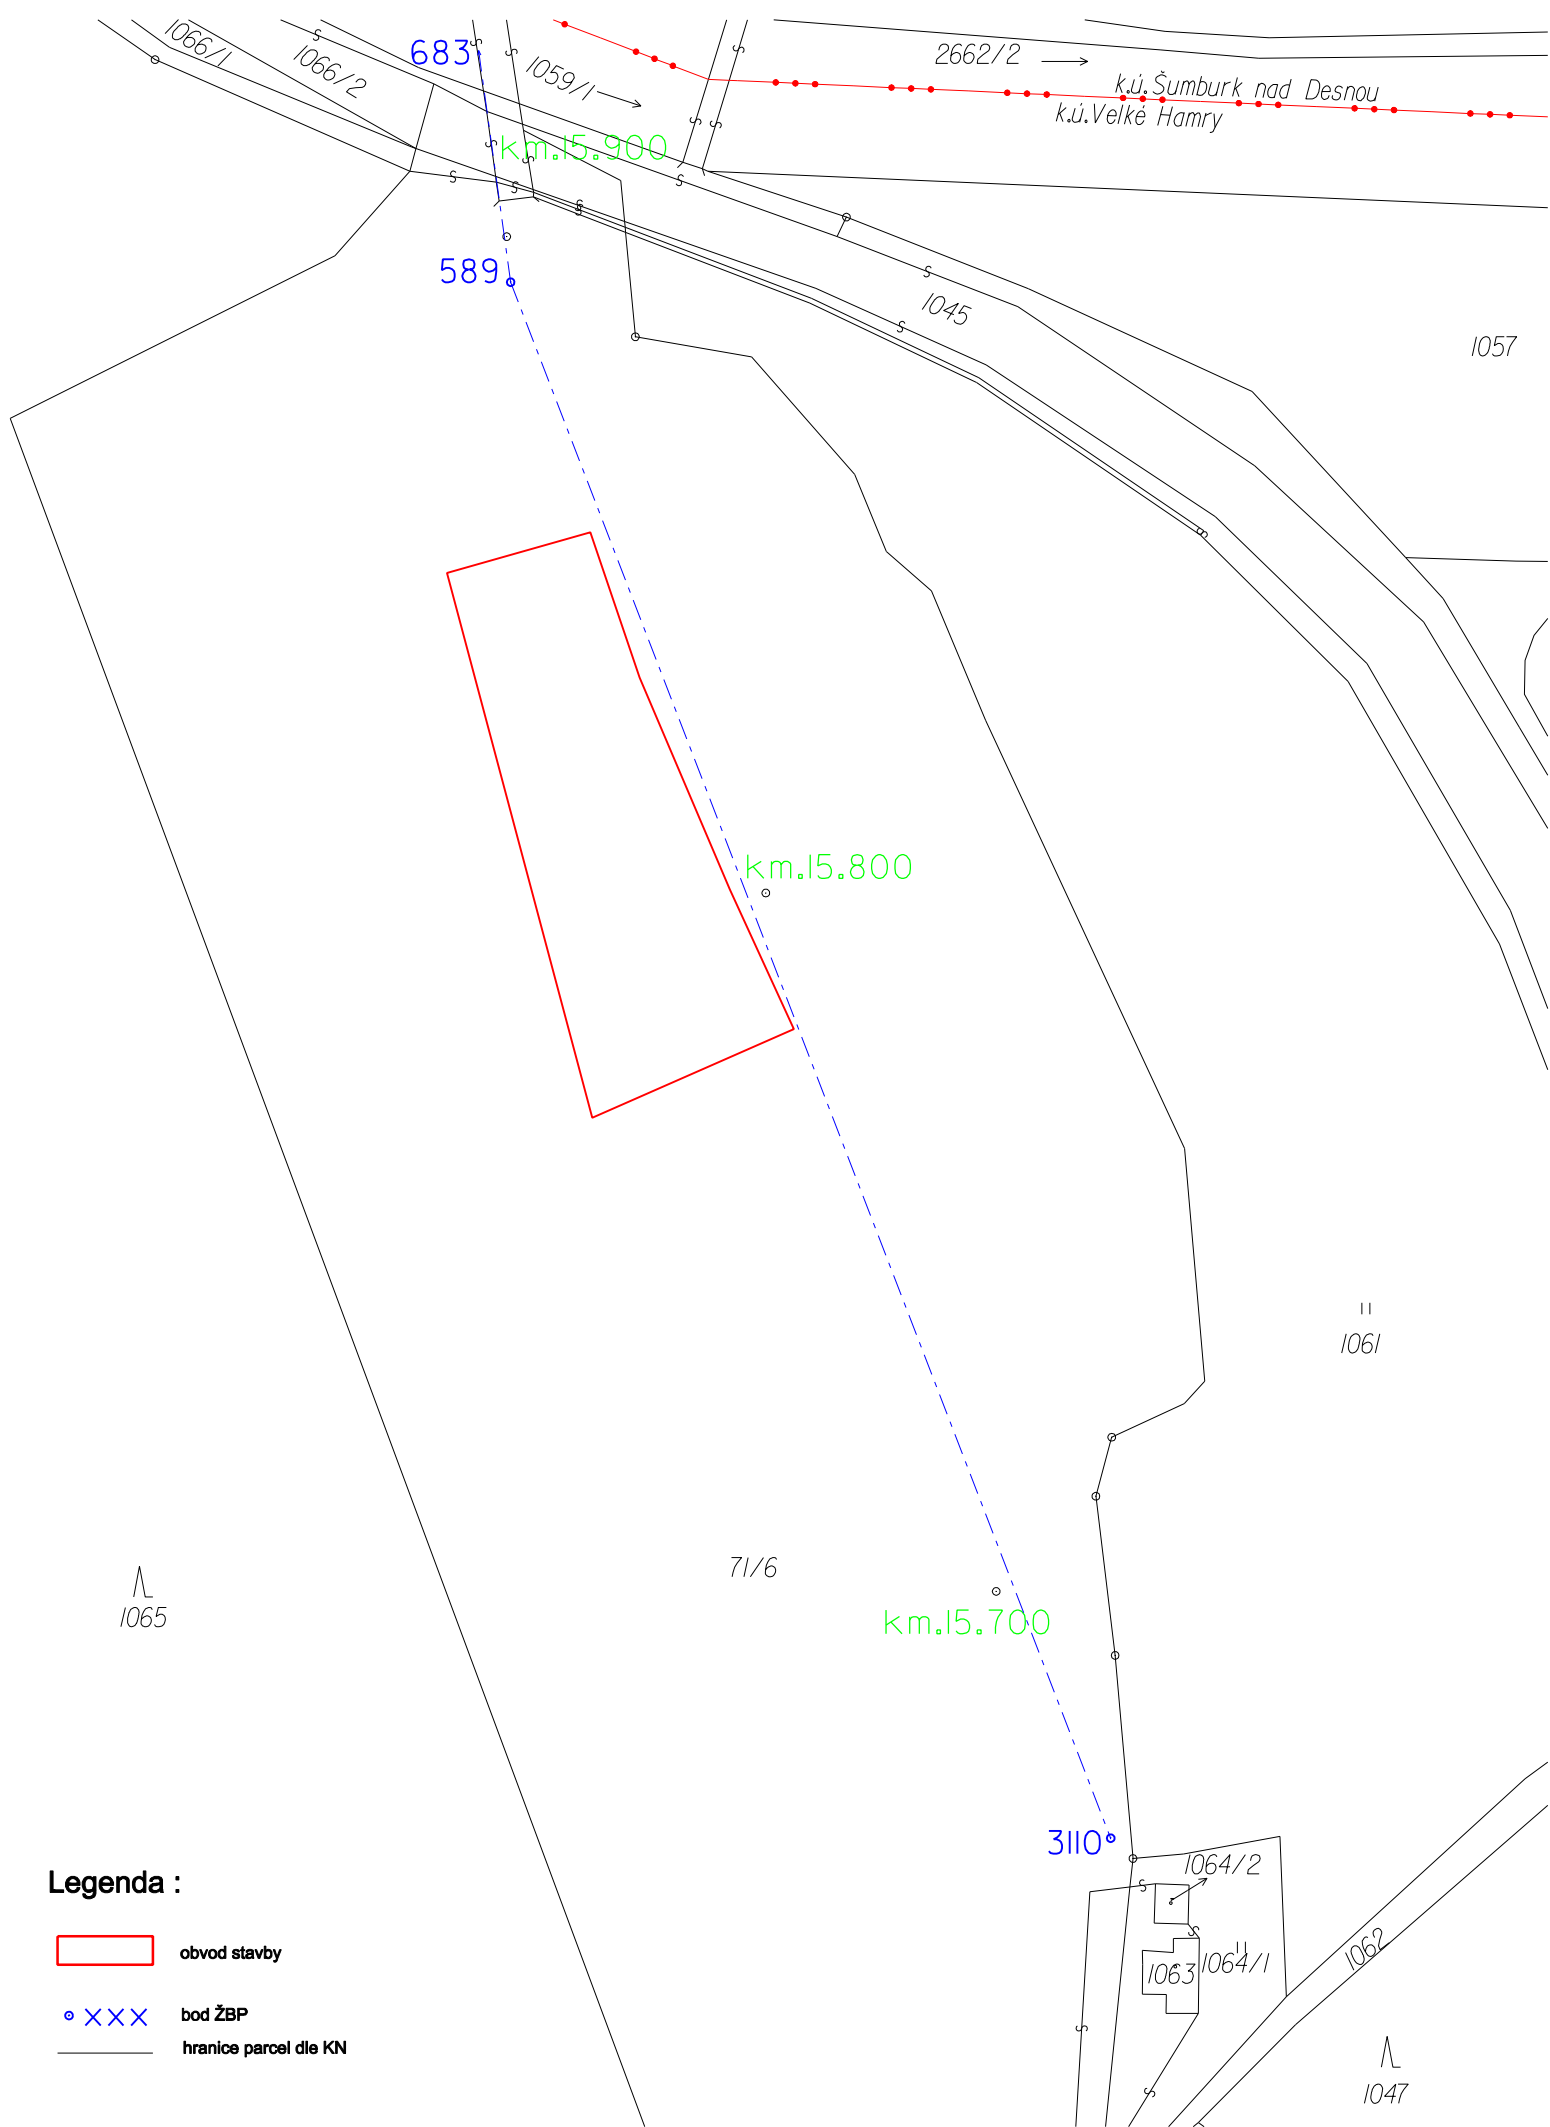 1066/1
1066/2
683
1059/1
2662/2
k.ú.Šumburk nad Desnou
k.ú.Velké Hamry
km.15.900
589
1045
1057
km.15.800
1061
71/6
1065
km.15.700
3110
1064/2
1064/1
1063
1062
1047
Legenda :
obvod stavby
bod ŽBP
hranice parcel dle KN